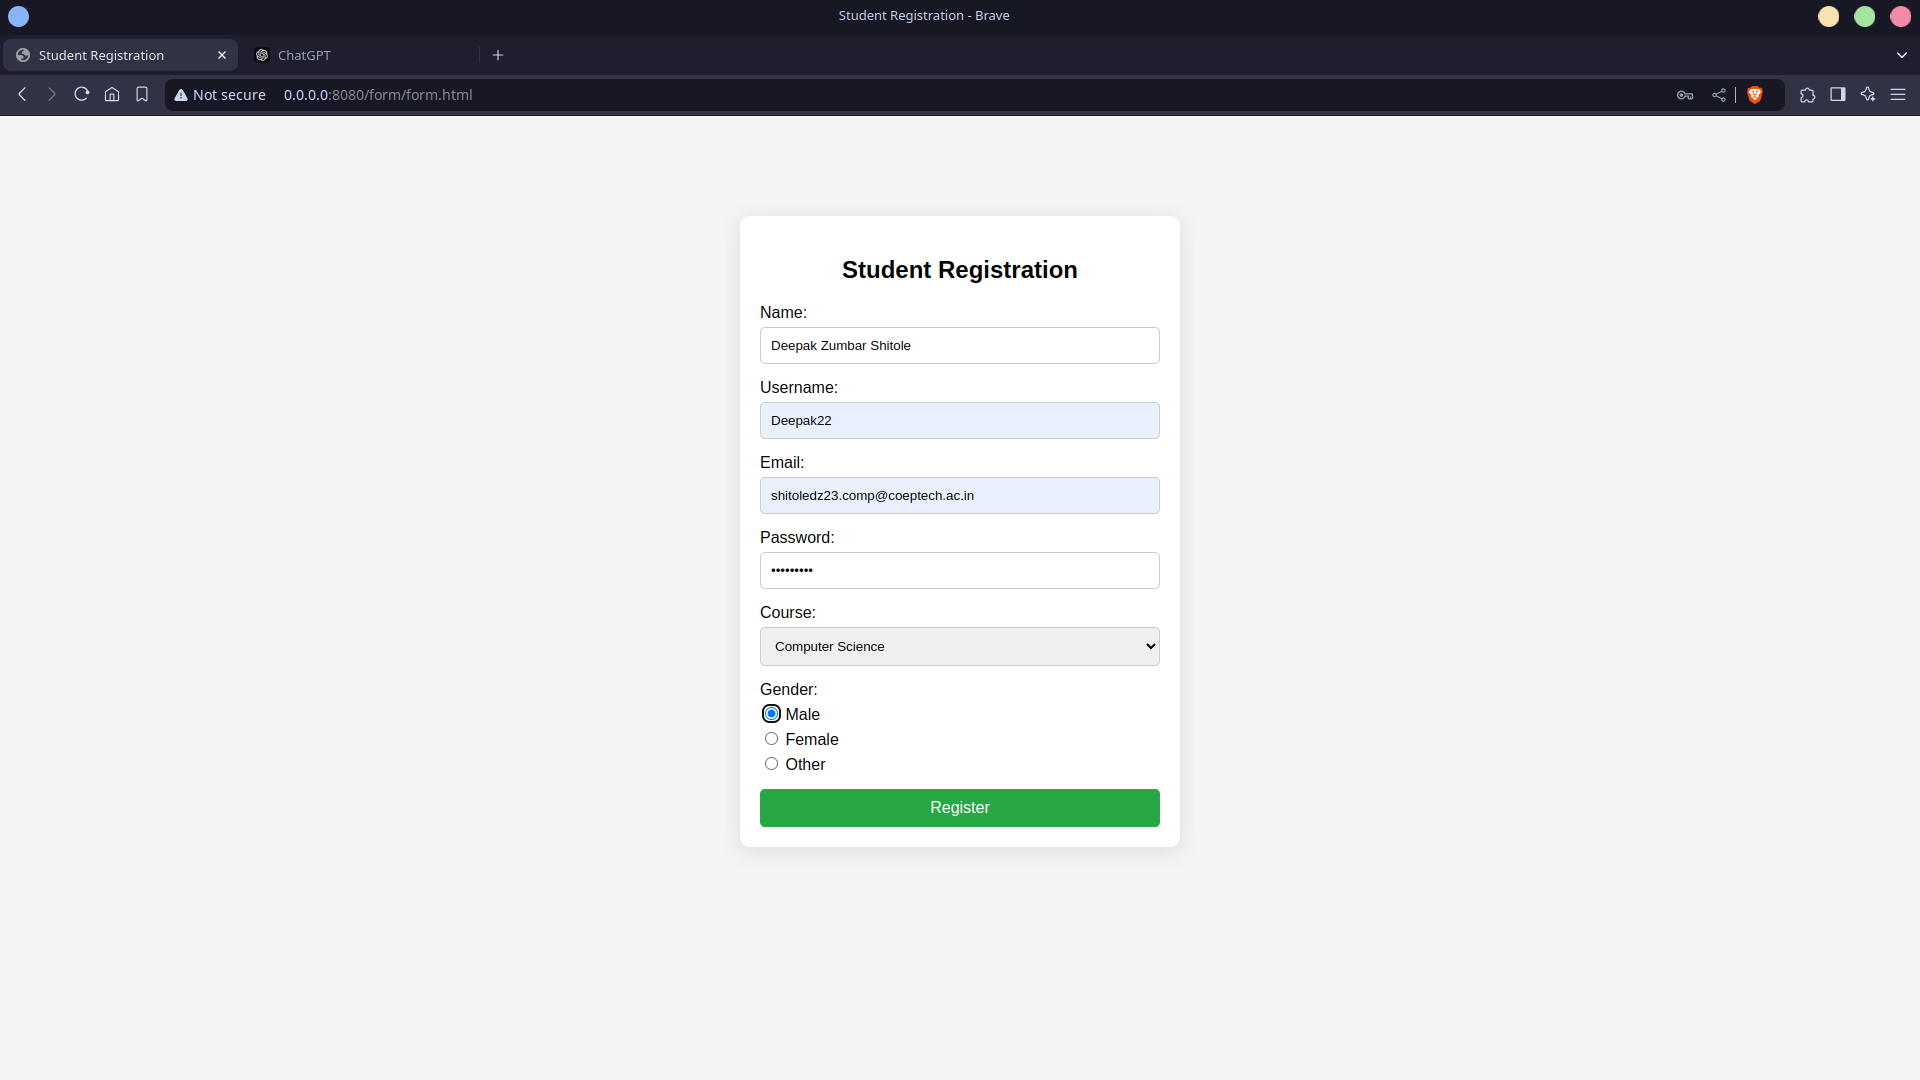 Student Registration - Brave
Student Registration
ChatGPT
Not secure
0.0.0.0:8080/form/form.html
Student Registration
Name:
Deepak Zumbar Shitole
Username:
Deepak22
Email:
shitoledz23.comp@coeptech.ac.in
Password:
•••••••••
Course:
Computer Science
Gender:
Male
Female
Other
Register